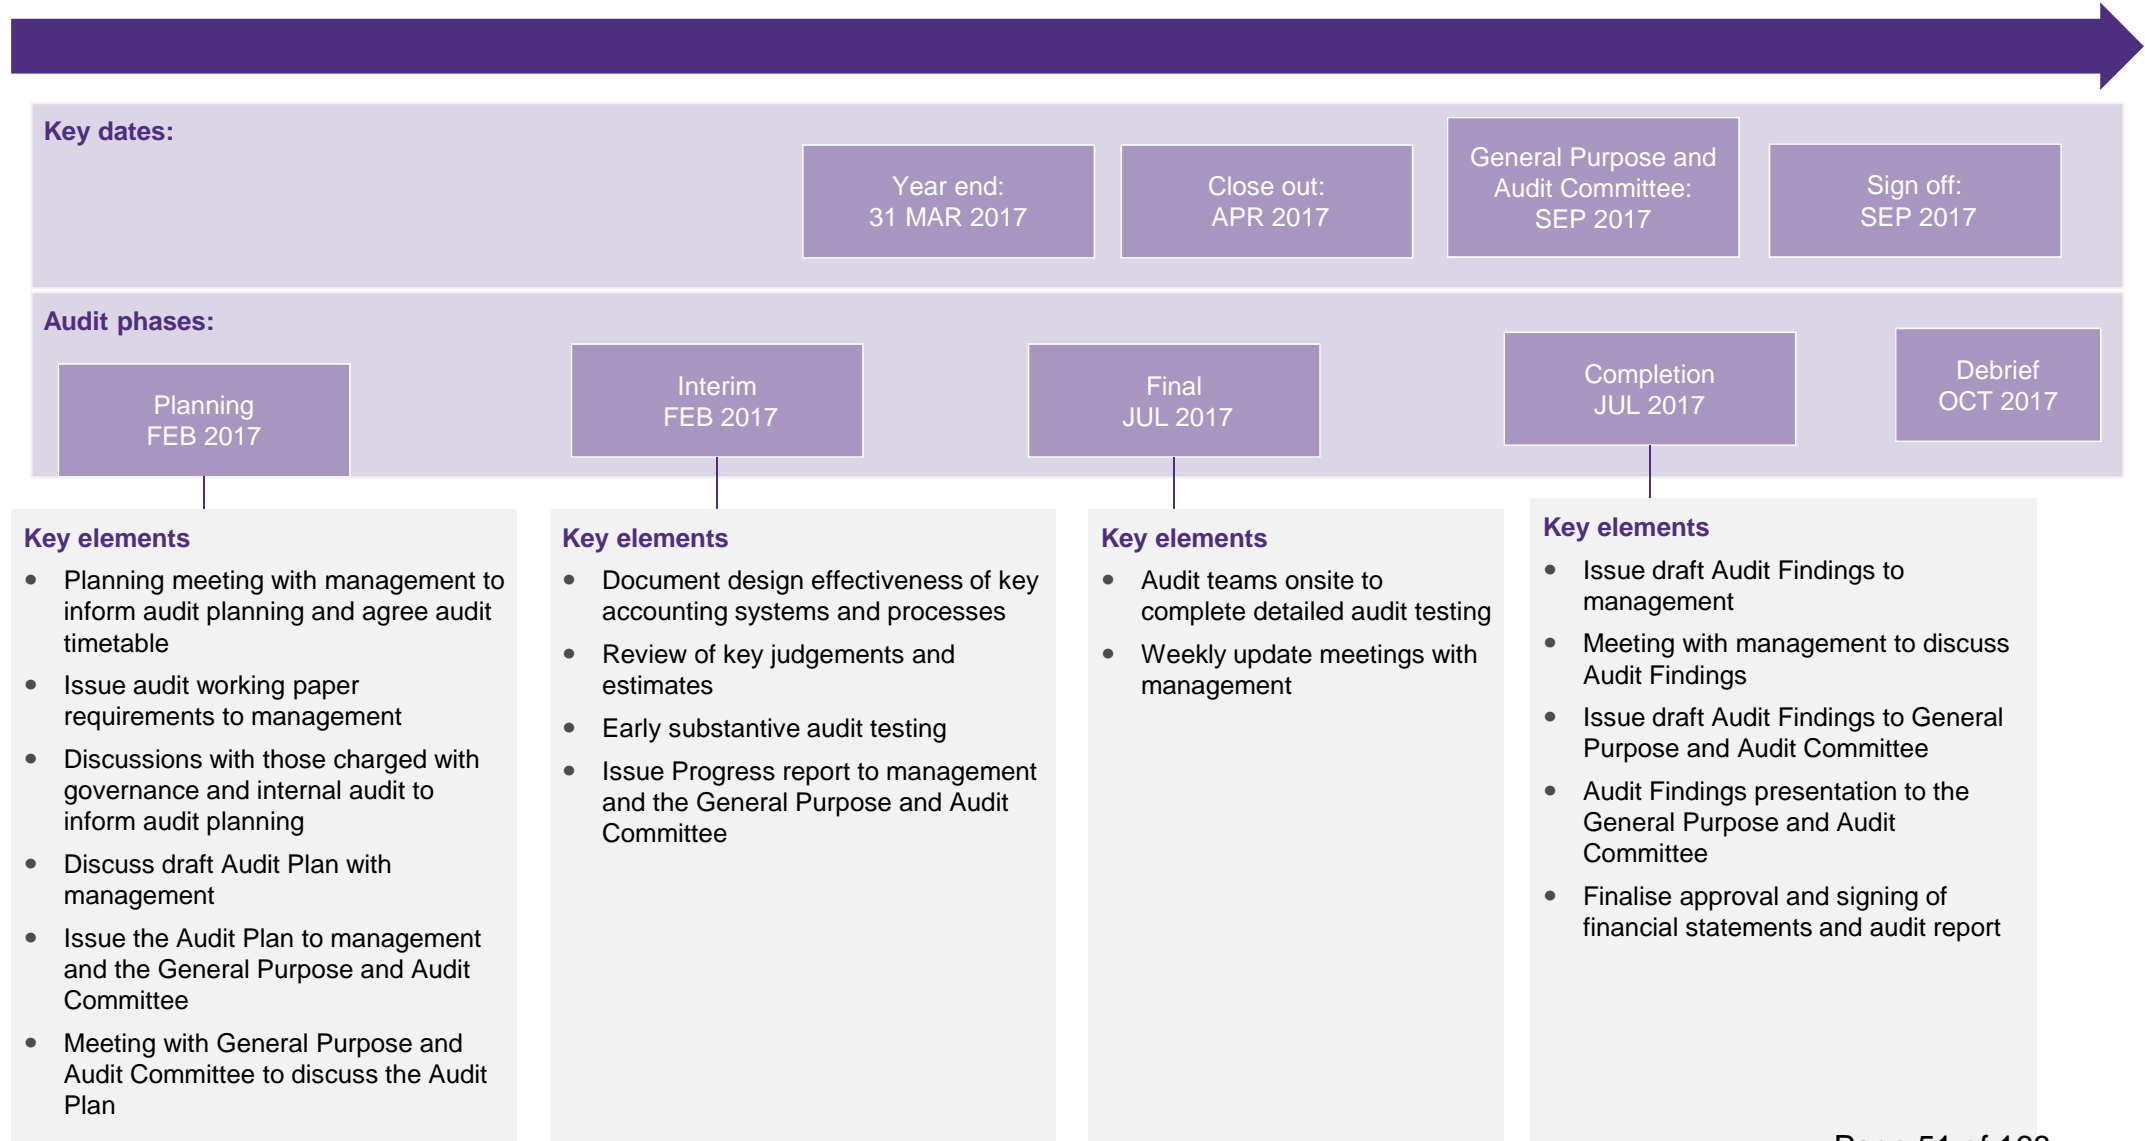 Key dates:
Year end:
31 MAR 2017
Close out:
APR 2017
General Purpose and
Audit Committee:
SEP 2017
Sign off:
SEP 2017
Audit phases:
Planning
FEB 2017
Interim
FEB 2017
Final
JUL 2017
Completion
JUL 2017
Debrief
OCT 2017
Key elements
• Planning meeting with management to
inform audit planning and agree audit
timetable
• Issue audit working paper
requirements to management
• Discussions with those charged with
governance and internal audit to
inform audit planning
• Discuss draft Audit Plan with
management
• Issue the Audit Plan to management
and the General Purpose and Audit
Committee
• Meeting with General Purpose and
Audit Committee to discuss the Audit
Plan
Key elements
• Document design effectiveness of key
accounting systems and processes
• Review of key judgements and
estimates
• Early substantive audit testing
• Issue Progress report to management
and the General Purpose and Audit
Committee
Key elements
• Audit teams onsite to
complete detailed audit testing
• Weekly update meetings with
management
Key elements
• Issue draft Audit Findings to
management
• Meeting with management to discuss
Audit Findings
• Issue draft Audit Findings to General
Purpose and Audit Committee
• Audit Findings presentation to the
General Purpose and Audit
Committee
• Finalise approval and signing of
financial statements and audit report
Page 51 of